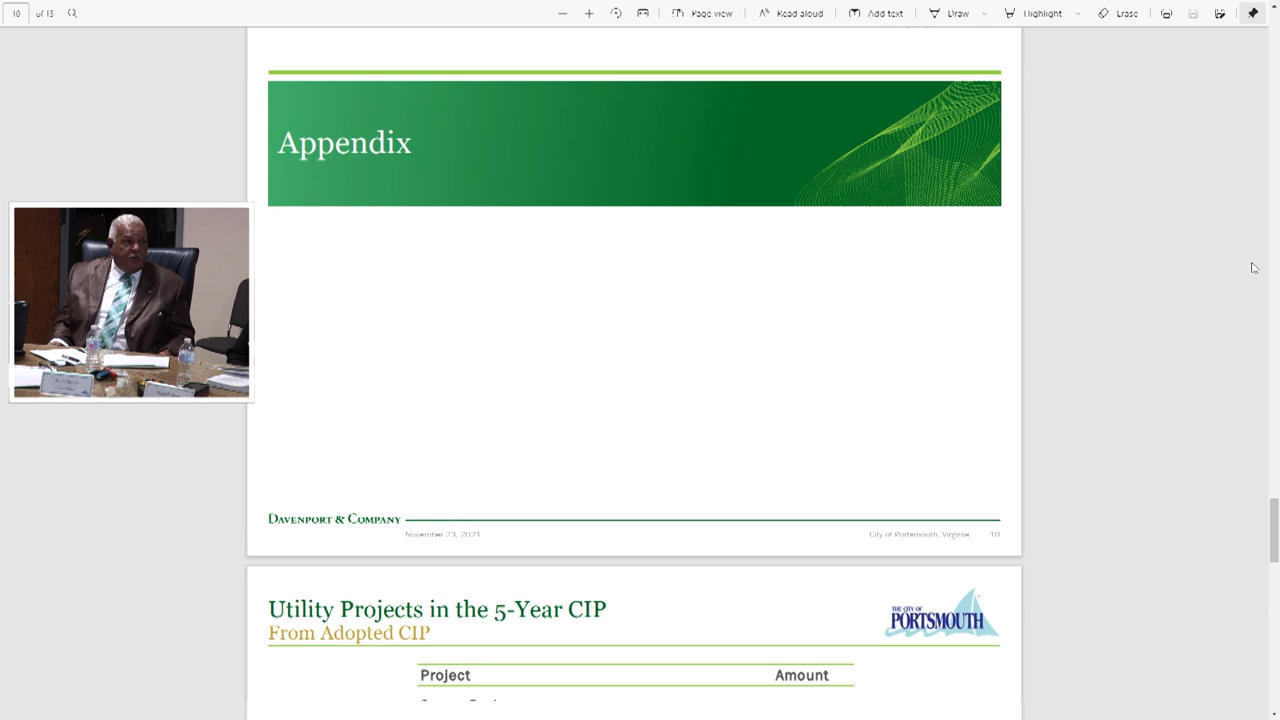 10 of 13 Page view Read aloud Add text Draw Highlight Erase
Appendix
DAVENPORT & COMPANY
November 23, 2021 City of Portsmouth, Virginia 10
Utility Projects in the 5-Year CIP
From Adopted CIP
THE CITY OF
PORTSMOUTH
Project Amount